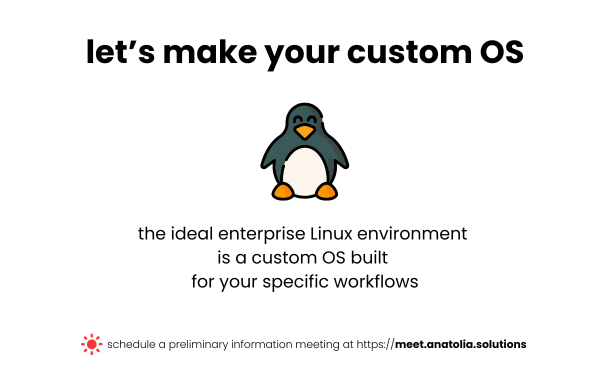 let’s make your custom OS
the ideal enterprise Linux environment
is a custom OS built
for your specific workflows
schedule a preliminary information meeting at https://meet.anatolia.solutions